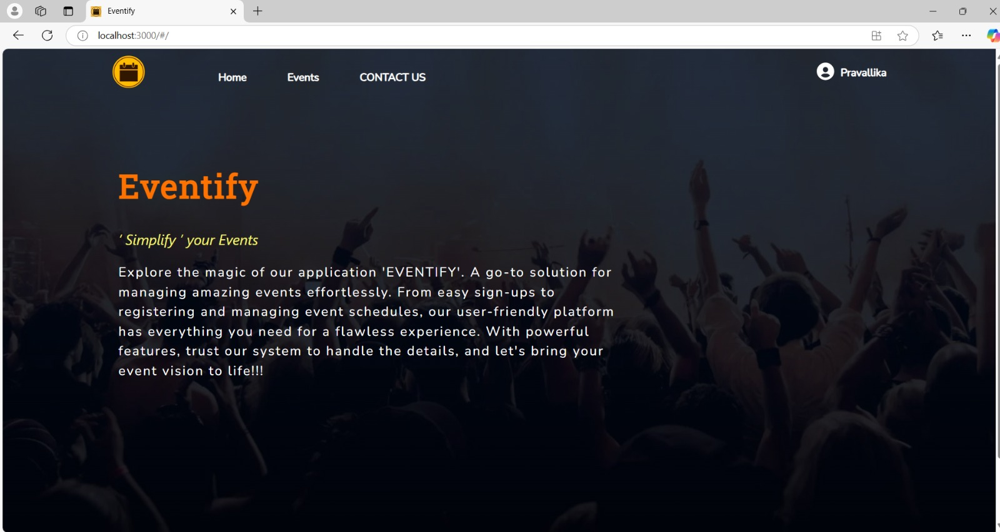 Eventify
localhost:3000/#/
Home Events CONTACT US Pravallika
Eventify
' Simplify ' your Events
Explore the magic of our application 'EVENTIFY'. A go-to solution for
managing amazing events effortlessly. From easy sign-ups to
registering and managing event schedules, our user-friendly platform
has everything you need for a flawless experience. With powerful
features, trust our system to handle the details, and let's bring your
event vision to life!!!